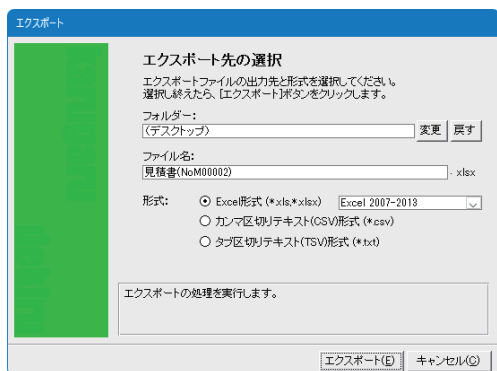 エクスポート
エクスポート先の選択
エクスポートファイルの出力先と形式を選択してください。
選択し終えたら、[エクスポート]ボタンをクリックします。
フォルダー:
(デスクトップ) 変更 戻す
ファイル名:
見積書(NoM00002) . xlsx
形式: Excel形式 (*xls,*xlsx) Excel 2007-2013
カンマ区切りテキスト(CSV)形式 (*.csv)
タブ区切りテキスト(TSV)形式 (*.txt)
エクスポートの処理を実行します。
エクスポート(E) キャンセル(C)